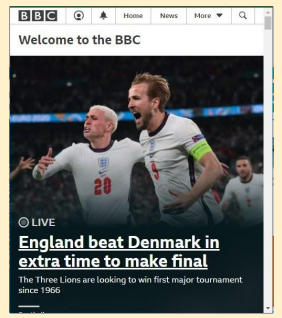 BBC Home News More
Welcome to the BBC
20
LIVE
England beat Denmark in
extra time to make final
The Three Lions are looking to win first major tournament
since 1966